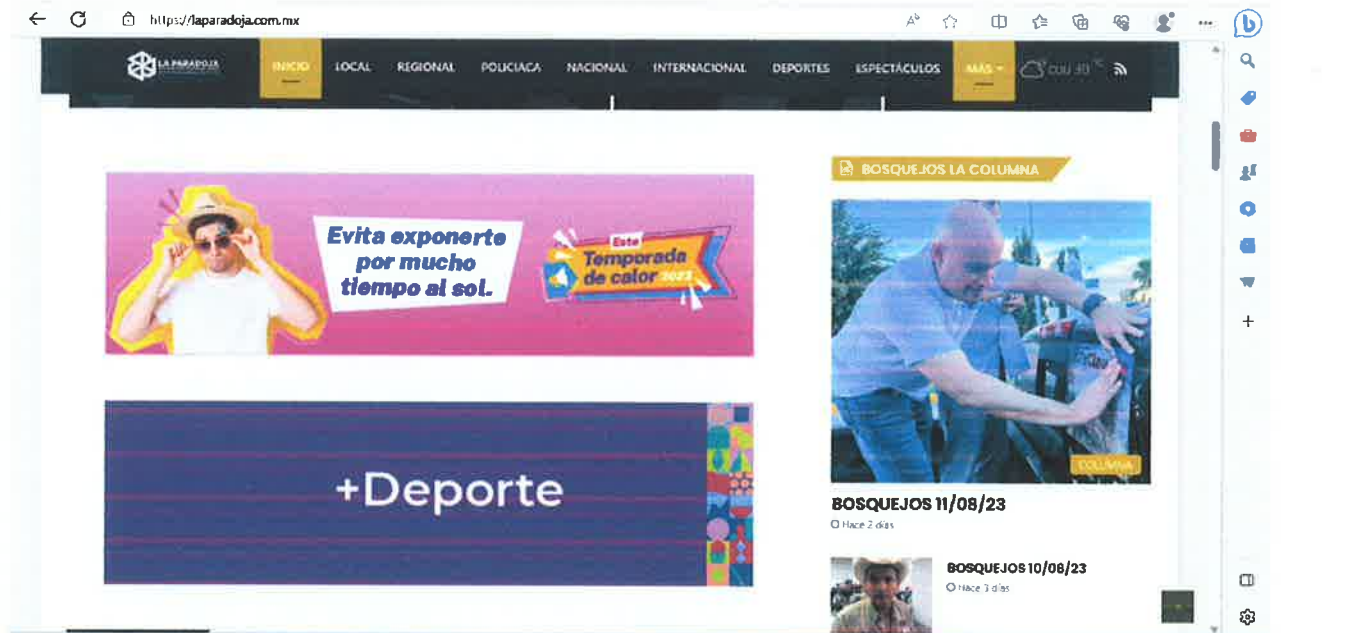 https://laparadoja.com.mx
LA PARADOJA
INICIO LOCAL REGIONAL POLICIACA NACIONAL INTERNACIONAL DEPORTES ESPECTÁCULOS MÁS
Evita exponerte
por mucho
tiempo al sol.
Este
Temporada
de calor 2023
+Deporte
BOSQUEJOS LA COLUMNA
COLUMNA
BOSQUEJOS 11/08/23
Hace 2 días
BOSQUEJOS 10/08/23
Hace 3 días